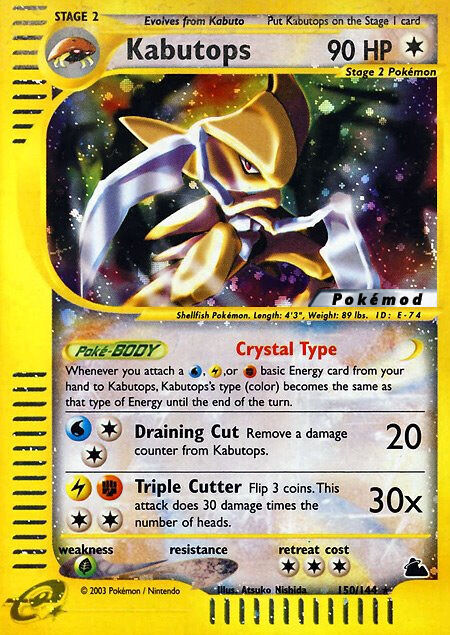 STAGE 2 Evolves from Kabuto Put Kabutops on the Stage 1 card
Kabutops 90 HP
Stage 2 Pokémon
Pokémod
Shellfish Pokémon. Length: 4'3", Weight: 89 lbs. ID: E-74
Poké-BODY Crystal Type
Whenever you attach a , , or basic Energy card from your
hand to Kabutops, Kabutops's type (color) becomes the same as
that type of Energy until the end of the turn.
Draining Cut Remove a damage
counter from Kabutops.
20
Triple Cutter Flip 3 coins. This
attack does 30 damage times the
number of heads.
30x
weakness resistance retreat cost
© 2003 Pokémon / Nintendo Illus. Atsuko Nishida 150/144
e